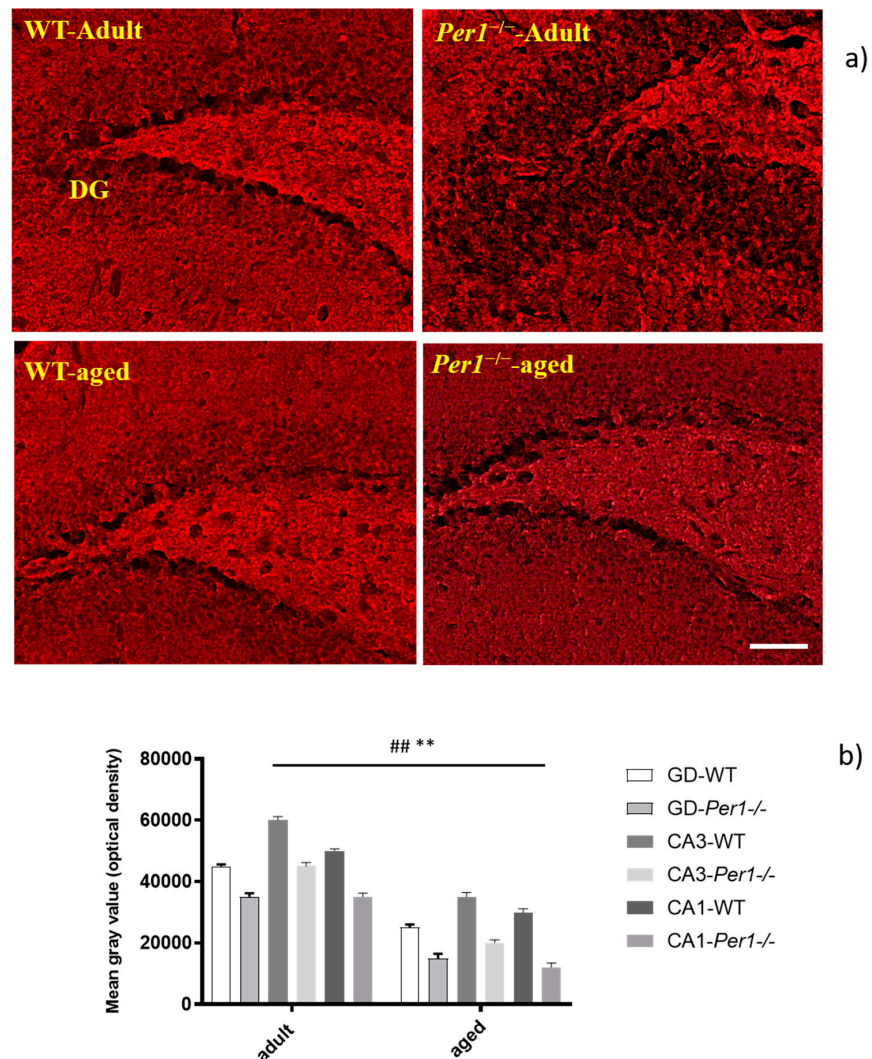 WT-Adult
Per1⁻/⁻-Adult
a)
DG
WT-aged
Per1⁻/⁻-aged
b)
## **
Mean gray value (optical density)
80000
60000
40000
20000
0
adult
aged
GD-WT
GD-Per1-/-
CA3-WT
CA3-Per1-/-
CA1-WT
CA1-Per1-/-